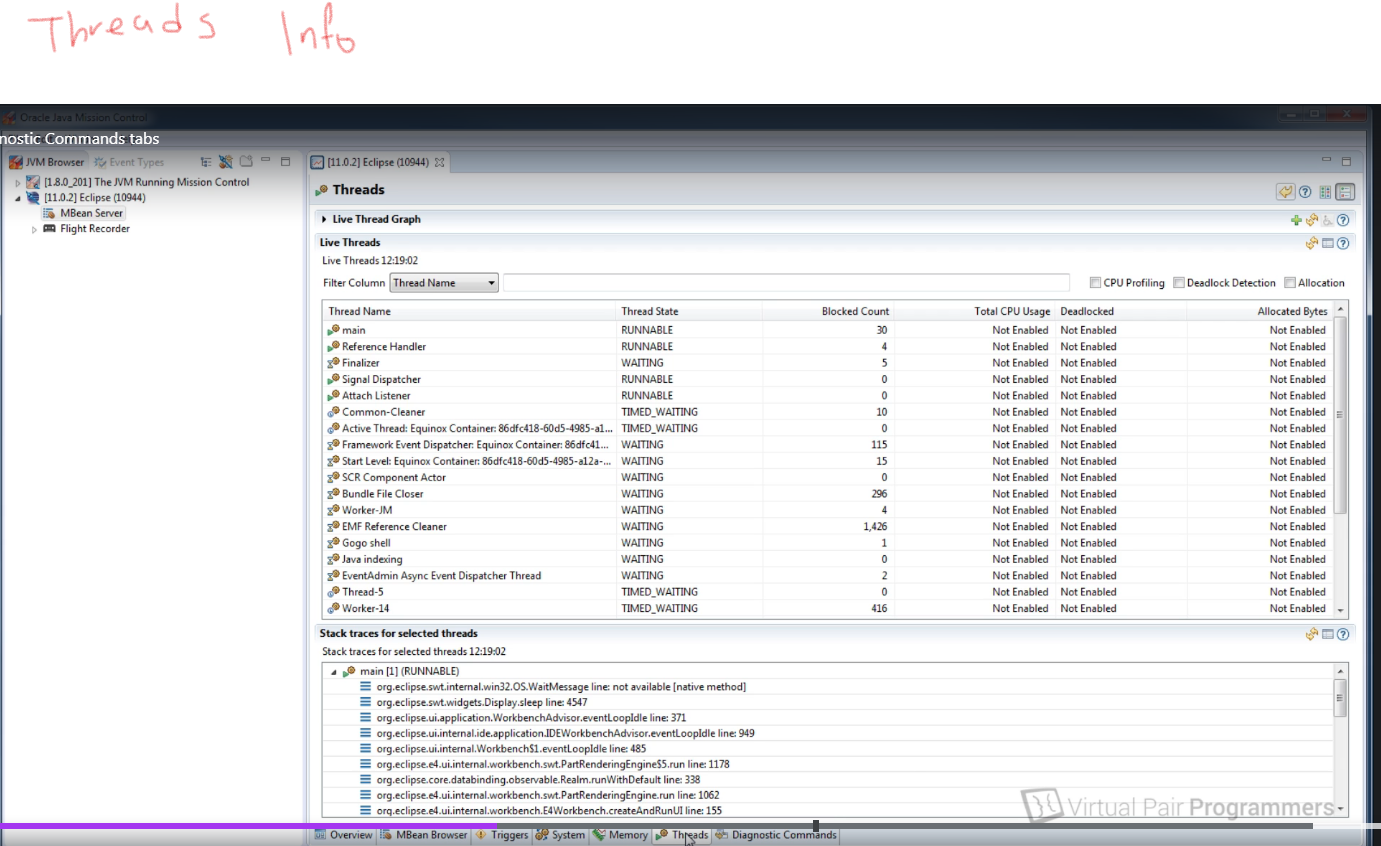 Threads Info
Oracle Java Mission Control
nostic Commands tabs
JVM Browser Event Types
[11.0.2] Eclipse (10944)
[1.8.0_201] The JVM Running Mission Control
[11.0.2] Eclipse (10944)
MBean Server
Flight Recorder
Threads
Live Thread Graph
Live Threads
Live Threads 12:19:02
Filter Column Thread Name CPU Profiling Deadlock Detection Allocation
Thread Name Thread State Blocked Count Total CPU Usage Deadlocked Allocated Bytes
main RUNNABLE 30 Not Enabled Not Enabled Not Enabled
Reference Handler RUNNABLE 4 Not Enabled Not Enabled Not Enabled
Finalizer WAITING 5 Not Enabled Not Enabled Not Enabled
Signal Dispatcher RUNNABLE 0 Not Enabled Not Enabled Not Enabled
Attach Listener RUNNABLE 0 Not Enabled Not Enabled Not Enabled
Common-Cleaner TIMED_WAITING 10 Not Enabled Not Enabled Not Enabled
Active Thread: Equinox Container: 86dfc418-60d5-4985-a1... TIMED_WAITING 0 Not Enabled Not Enabled Not Enabled
Framework Event Dispatcher: Equinox Container: 86dfc41... WAITING 115 Not Enabled Not Enabled Not Enabled
Start Level: Equinox Container: 86dfc418-60d5-4985-a12a-... WAITING 15 Not Enabled Not Enabled Not Enabled
SCR Component Actor WAITING 0 Not Enabled Not Enabled Not Enabled
Bundle File Closer WAITING 296 Not Enabled Not Enabled Not Enabled
Worker-JM WAITING 4 Not Enabled Not Enabled Not Enabled
EMF Reference Cleaner WAITING 1,426 Not Enabled Not Enabled Not Enabled
Gogo shell WAITING 1 Not Enabled Not Enabled Not Enabled
Java indexing WAITING 0 Not Enabled Not Enabled Not Enabled
EventAdmin Async Event Dispatcher Thread WAITING 2 Not Enabled Not Enabled Not Enabled
Thread-5 TIMED_WAITING 0 Not Enabled Not Enabled Not Enabled
Worker-14 TIMED_WAITING 416 Not Enabled Not Enabled Not Enabled
Stack traces for selected threads
Stack traces for selected threads 12:19:02
main [1] (RUNNABLE)
org.eclipse.swt.internal.win32.OS.WaitMessage line: not available [native method]
org.eclipse.swt.widgets.Display.sleep line: 4547
org.eclipse.ui.application.WorkbenchAdvisor.eventLoopIdle line: 371
org.eclipse.ui.internal.ide.application.IDEWorkbenchAdvisor.eventLoopIdle line: 949
org.eclipse.ui.internal.Workbench$1.eventLoopIdle line: 485
org.eclipse.e4.ui.internal.workbench.swt.PartRenderingEngine$5.run line: 1178
org.eclipse.core.databinding.observable.Realm.runWithDefault line: 338
org.eclipse.e4.ui.internal.workbench.swt.PartRenderingEngine.run line: 1062
org.eclipse.e4.ui.internal.workbench.E4Workbench.createAndRunUI line: 155
Virtual Pair Programmers
Overview MBean Browser Triggers System Memory Threads Diagnostic Commands